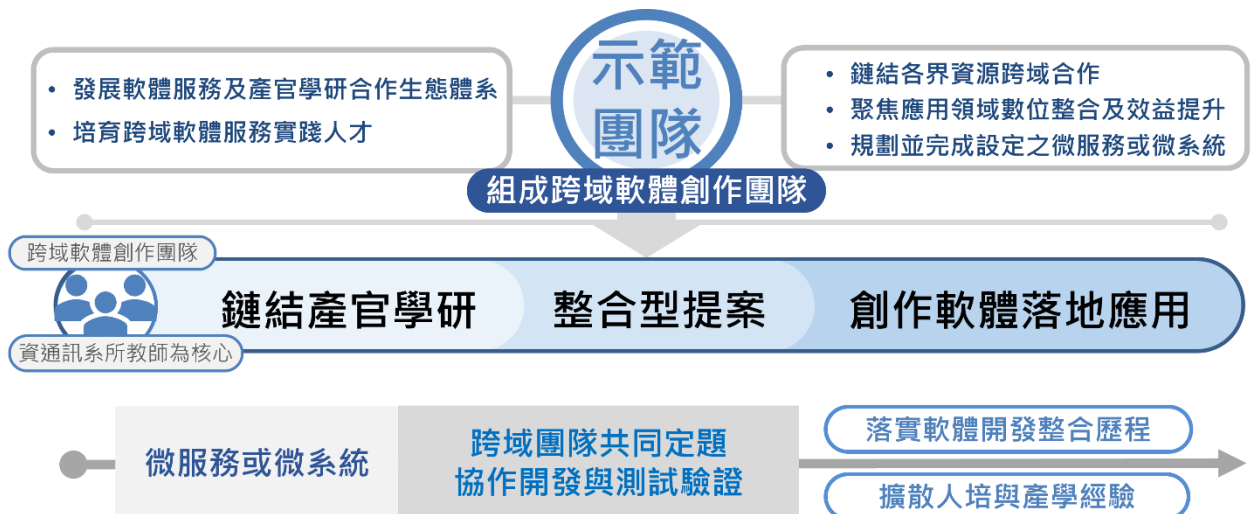 示範
團隊
• 發展軟體服務及產官學研合作生態體系
• 培育跨域軟體服務實踐人才
• 鏈結各界資源跨域合作
• 聚焦應用領域數位整合及效益提升
• 規劃並完成設定之微服務或微系統
組成跨域軟體創作團隊
跨域軟體創作團隊
鏈結產官學研
整合型提案
創作軟體落地應用
資通訊系所教師為核心
微服務或微系統
跨域團隊共同定題
協作開發與測試驗證
落實軟體開發整合歷程
擴散人培與產學經驗